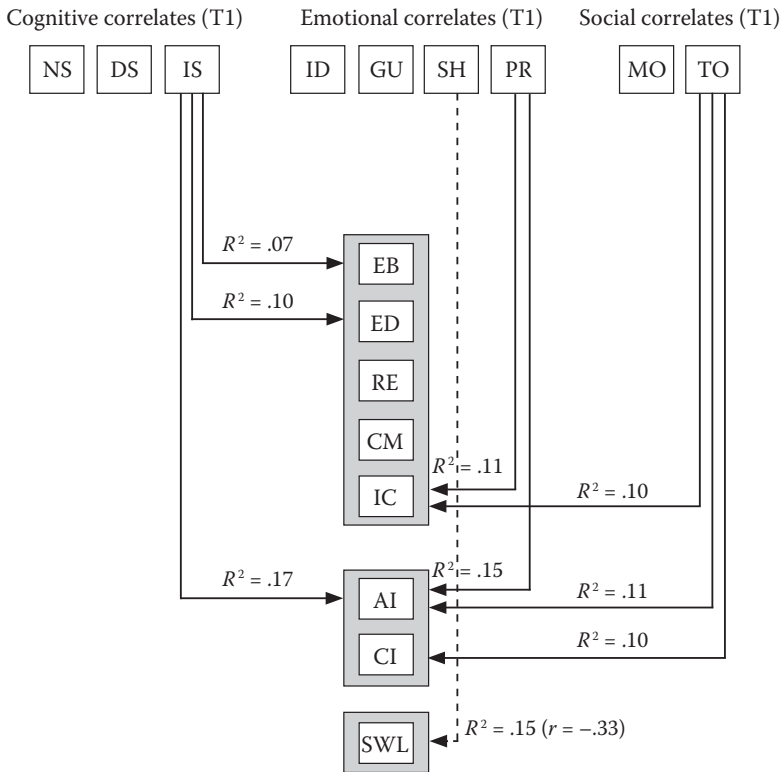 Cognitive correlates (T1) Emotional correlates (T1) Social correlates (T1)
NS DS IS ID GU SH PR MO TO
R² = .07
EB
R² = .10
ED
RE
CM
R² = .11
IC
R² = .10
R² = .15
R² = .17
AI
R² = .11
R² = .10
CI
R² = .15 (r = –.33)
SWL